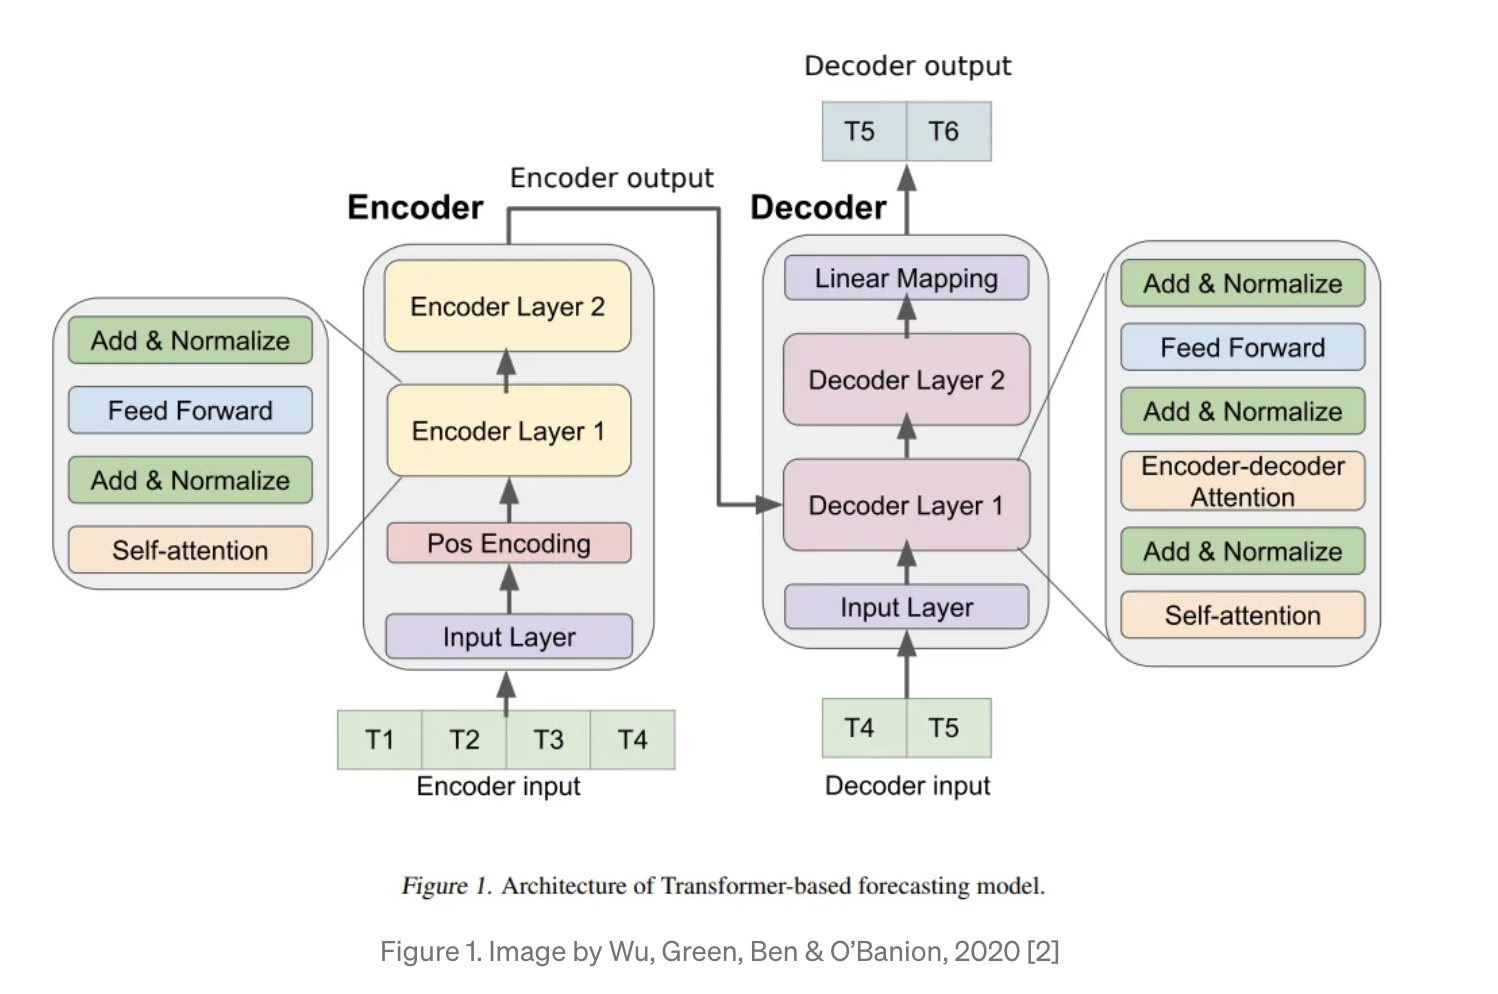 Decoder output
T5 T6
Encoder output
Encoder
Decoder
Encoder Layer 2
Encoder Layer 1
Pos Encoding
Input Layer
T1 T2 T3 T4
Encoder input
Add & Normalize
Feed Forward
Add & Normalize
Self-attention
Linear Mapping
Decoder Layer 2
Decoder Layer 1
Input Layer
T4 T5
Decoder input
Add & Normalize
Feed Forward
Add & Normalize
Encoder-decoder
Attention
Add & Normalize
Self-attention
Figure 1. Architecture of Transformer-based forecasting model.
Figure 1. Image by Wu, Green, Ben & O’Banion, 2020 [2]